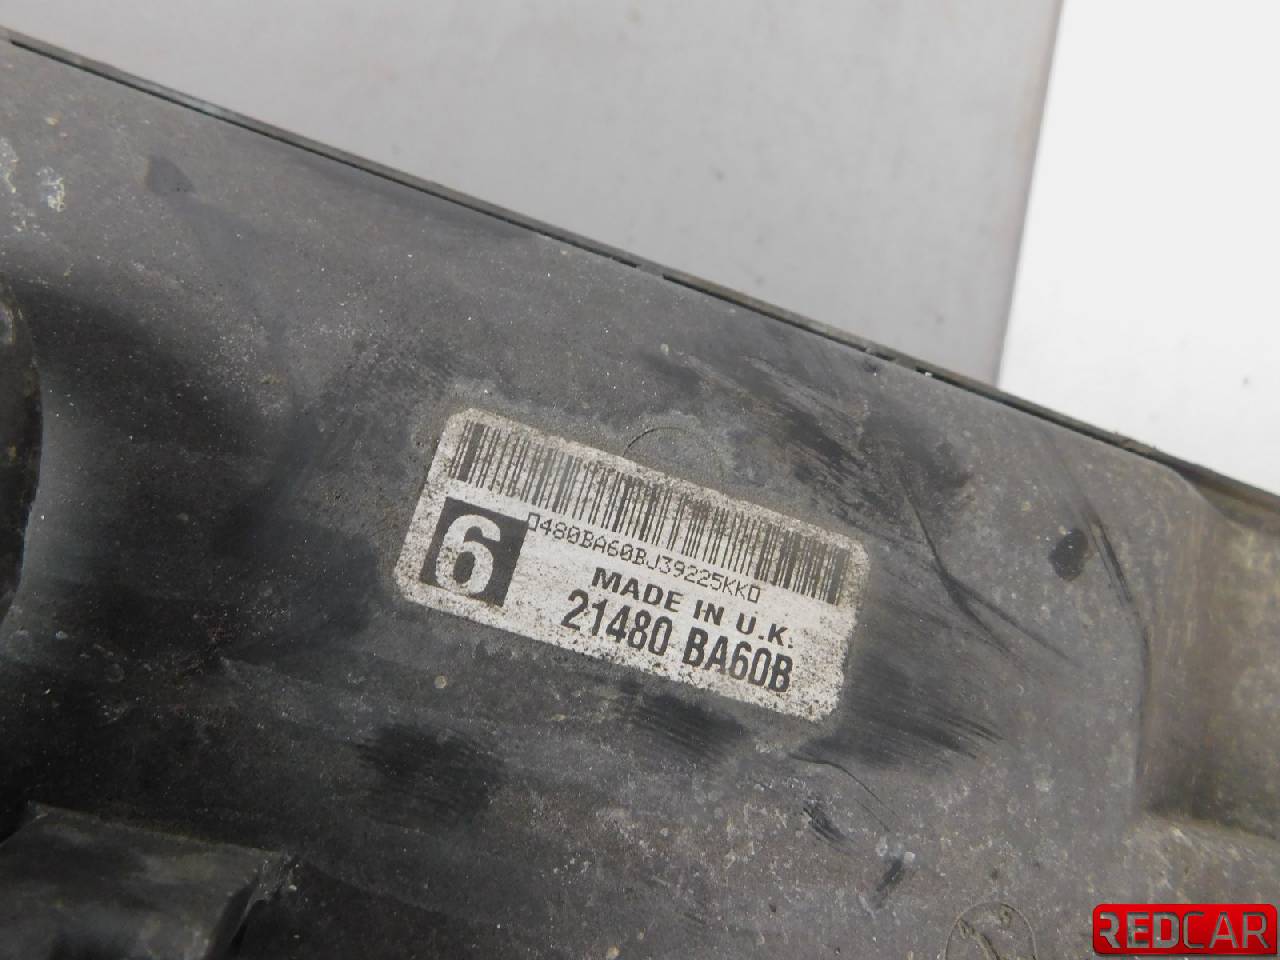 0480BA60BJ39225KK0
6
MADE IN U.K.
21480 BA60B
REDCAR